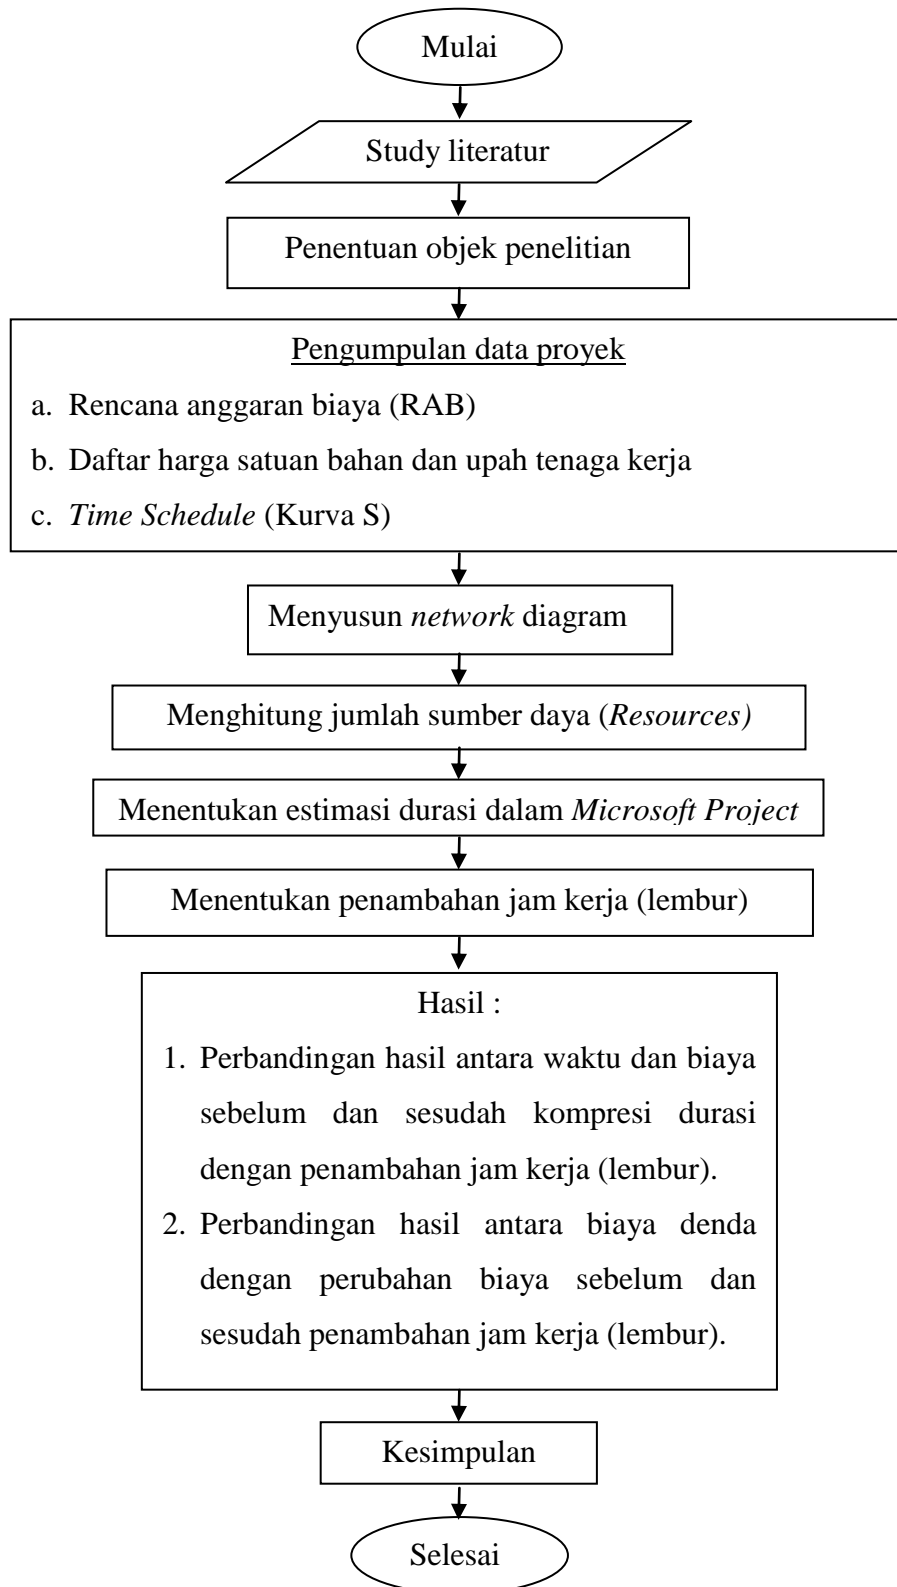 Mulai
Study literatur
Penentuan objek penelitian
Pengumpulan data proyek
a. Rencana anggaran biaya (RAB)
b. Daftar harga satuan bahan dan upah tenaga kerja
c. Time Schedule (Kurva S)
Menyusun network diagram
Menghitung jumlah sumber daya (Resources)
Menentukan estimasi durasi dalam Microsoft Project
Menentukan penambahan jam kerja (lembur)
Hasil :
1. Perbandingan hasil antara waktu dan biaya
sebelum dan sesudah kompresi durasi
dengan penambahan jam kerja (lembur).
2. Perbandingan hasil antara biaya denda
dengan perubahan biaya sebelum dan
sesudah penambahan jam kerja (lembur).
Kesimpulan
Selesai